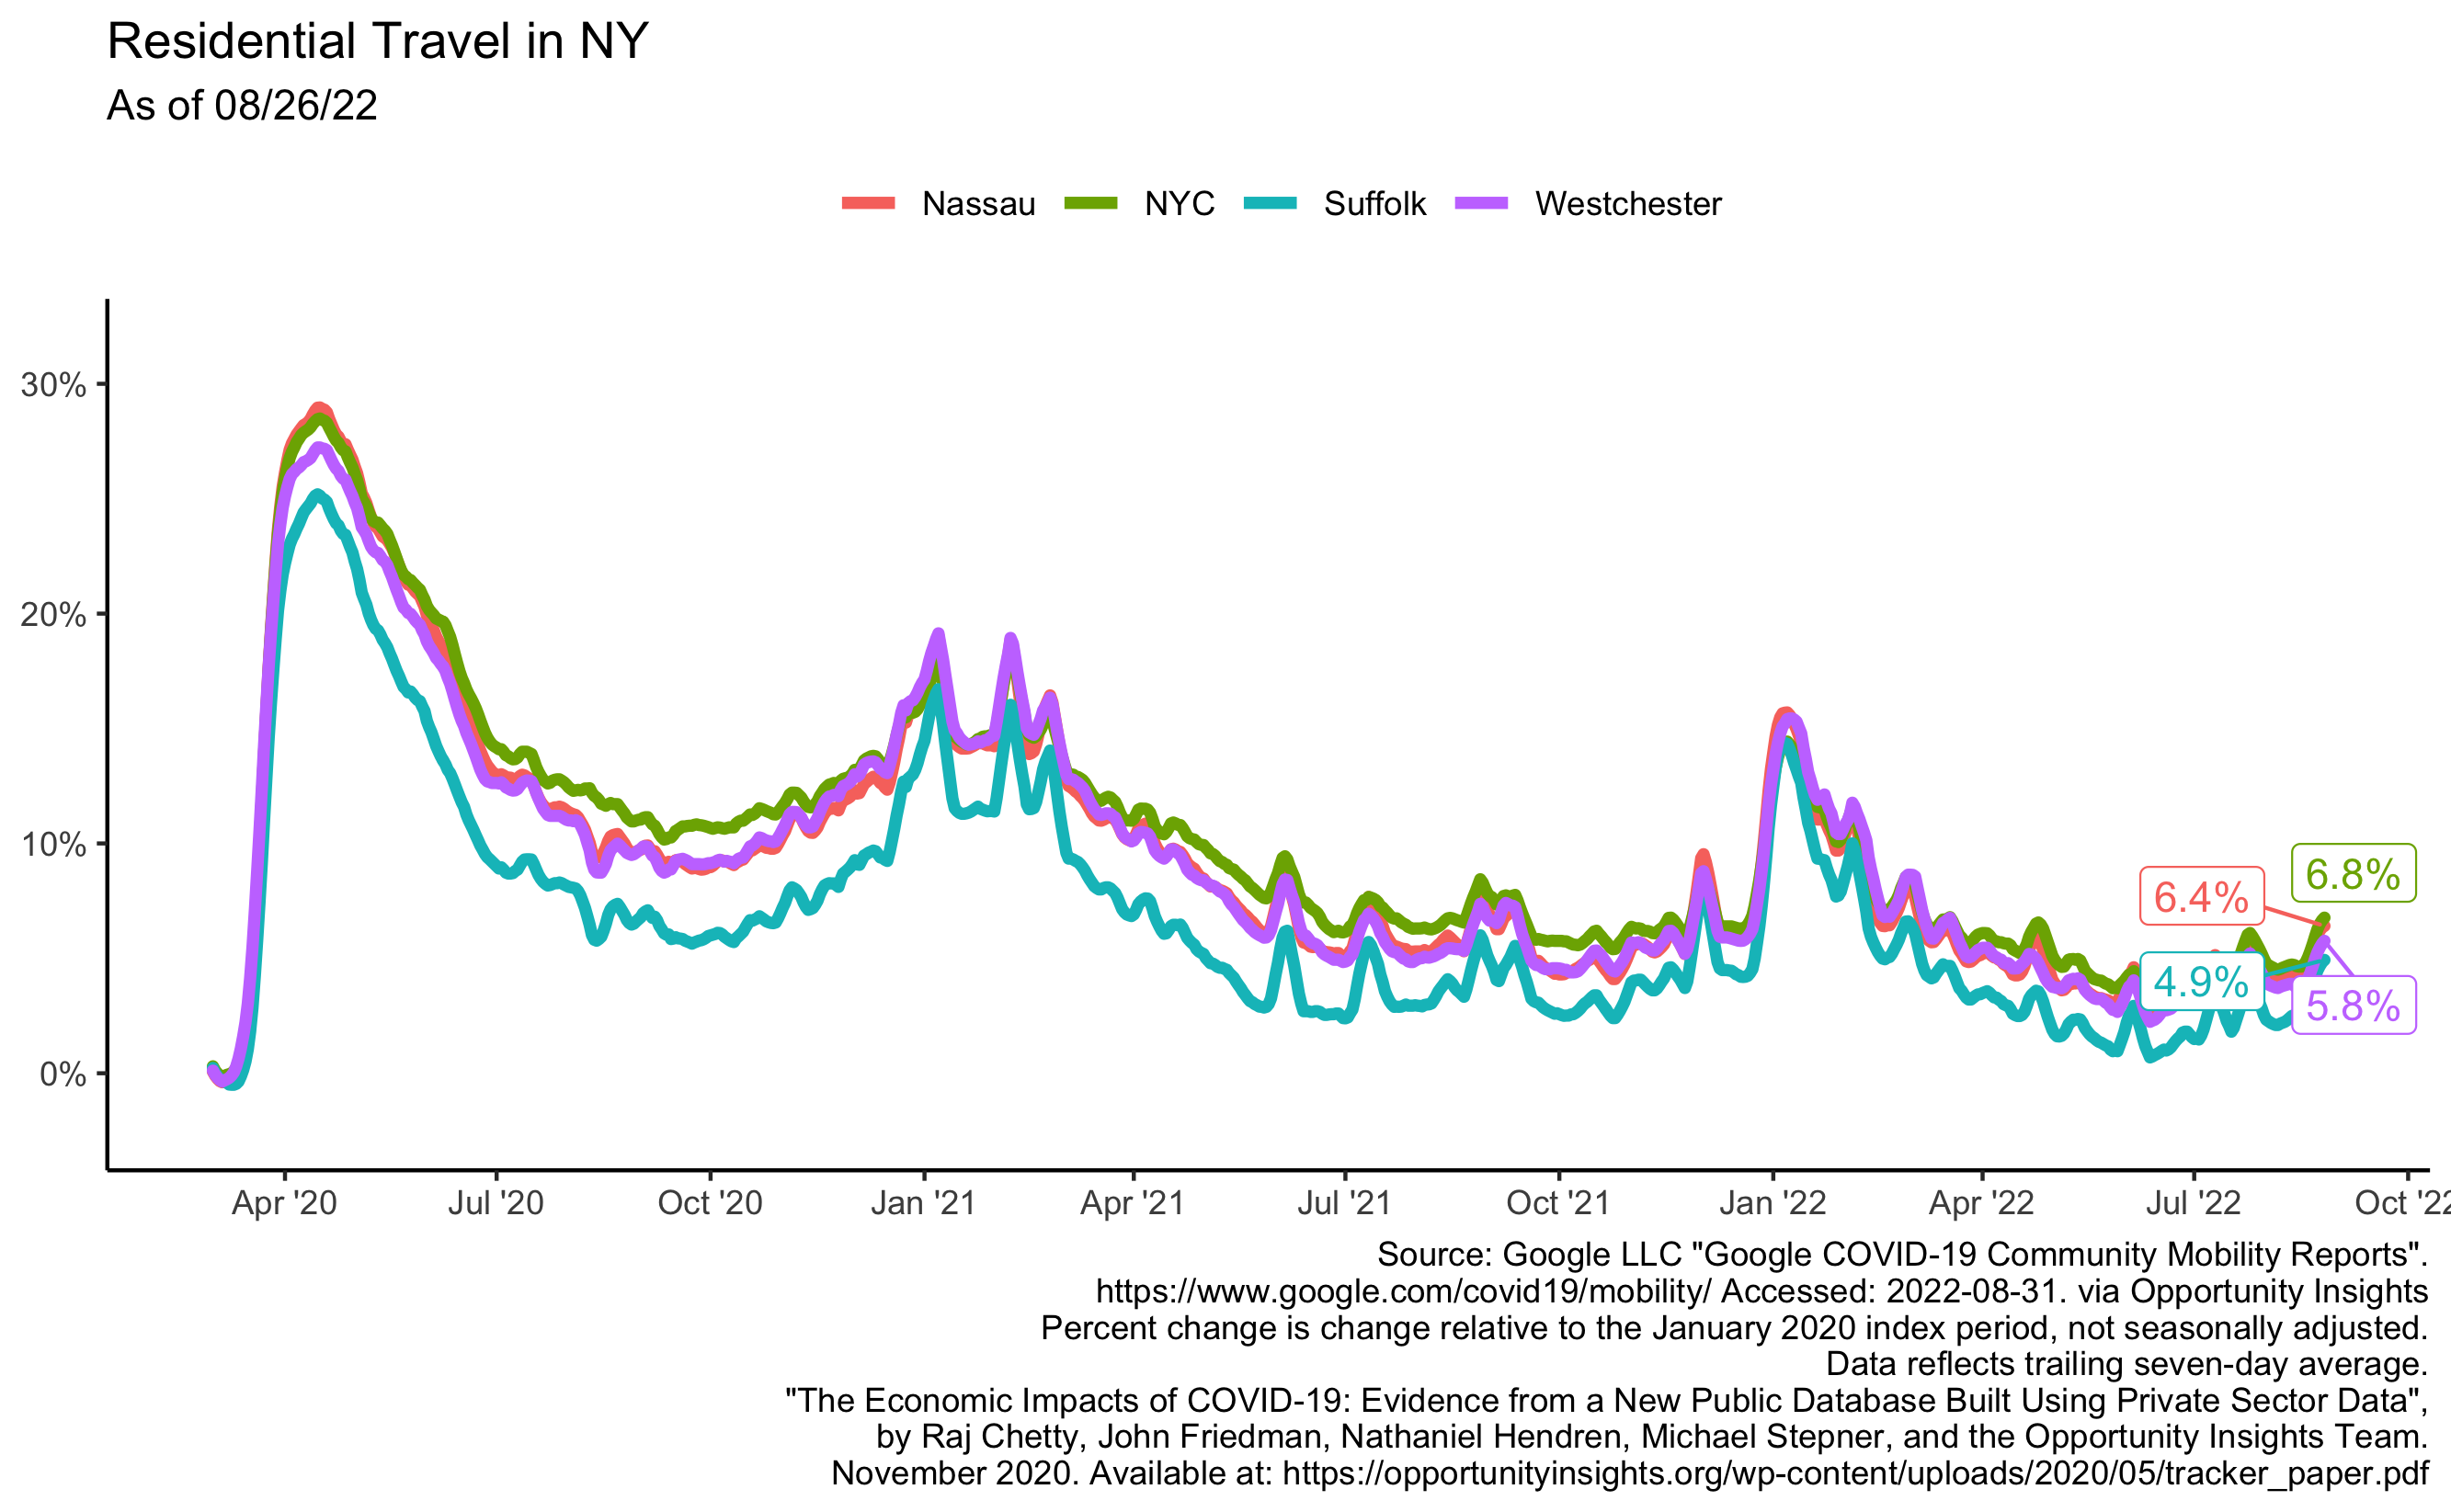 Residential Travel in NY
As of 08/26/22
Nassau NYC Suffolk Westchester
30%
20%
10%
0%
6.8%
6.4%
4.9%
5.8%
Apr '20 Jul '20 Oct '20 Jan '21 Apr '21 Jul '21 Oct '21 Jan '22 Apr '22 Jul '22 Oct '22
Source: Google LLC "Google COVID-19 Community Mobility Reports".
https://www.google.com/covid19/mobility/ Accessed: 2022-08-31. via Opportunity Insights
Percent change is change relative to the January 2020 index period, not seasonally adjusted.
Data reflects trailing seven-day average.
"The Economic Impacts of COVID-19: Evidence from a New Public Database Built Using Private Sector Data",
by Raj Chetty, John Friedman, Nathaniel Hendren, Michael Stepner, and the Opportunity Insights Team.
November 2020. Available at: https://opportunityinsights.org/wp-content/uploads/2020/05/tracker_paper.pdf